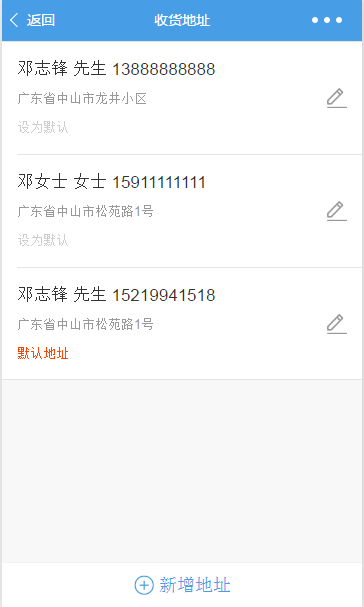 返回 收货地址
邓志锋 先生 13888888888
广东省中山市龙井小区
设为默认
邓女士 女士 15911111111
广东省中山市松苑路1号
设为默认
邓志锋 先生 15219941518
广东省中山市松苑路1号
默认地址
新增地址